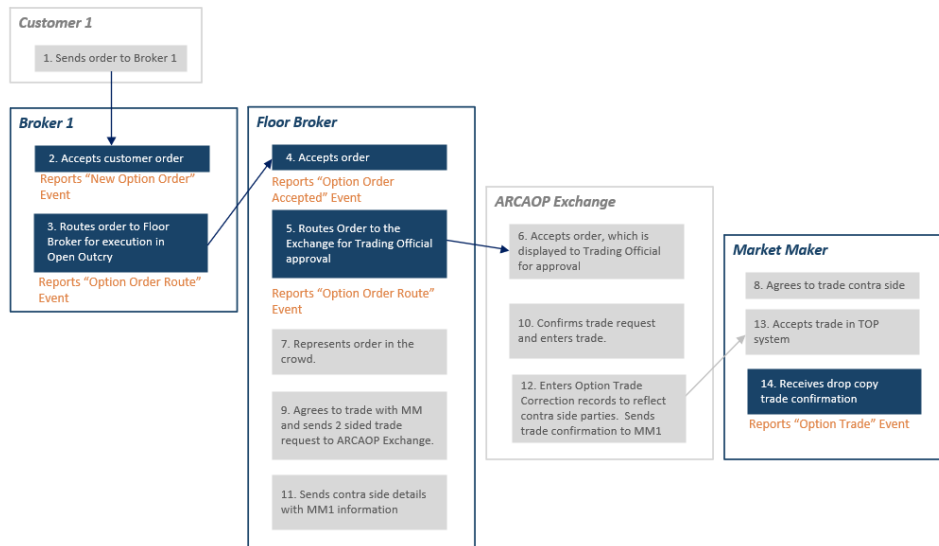 Customer 1
1. Sends order to Broker 1
Broker 1
2. Accepts customer order
Reports “New Option Order”
Event
3. Routes order to Floor
Broker for execution in
Open Outcry
Reports “Option Order Route”
Event
Floor Broker
4. Accepts order
Reports “Option Order
Accepted” Event
5. Routes Order to the
Exchange for Trading Official
approval
Reports “Option Order Route”
Event
7. Represents order in the
crowd.
9. Agrees to trade with MM
and sends 2 sided trade
request to ARCAOP Exchange.
11. Sends contra side details
with MM1 information
ARCAOP Exchange
6. Accepts order, which is
displayed to Trading Official
for approval
10. Confirms trade request
and enters trade.
12. Enters Option Trade
Correction records to reflect
contra side parties.  Sends
trade confirmation to MM1
Market Maker
8. Agrees to trade contra side
13. Accepts trade in TOP
system
14. Receives drop copy
trade confirmation
Reports “Option Trade” Event